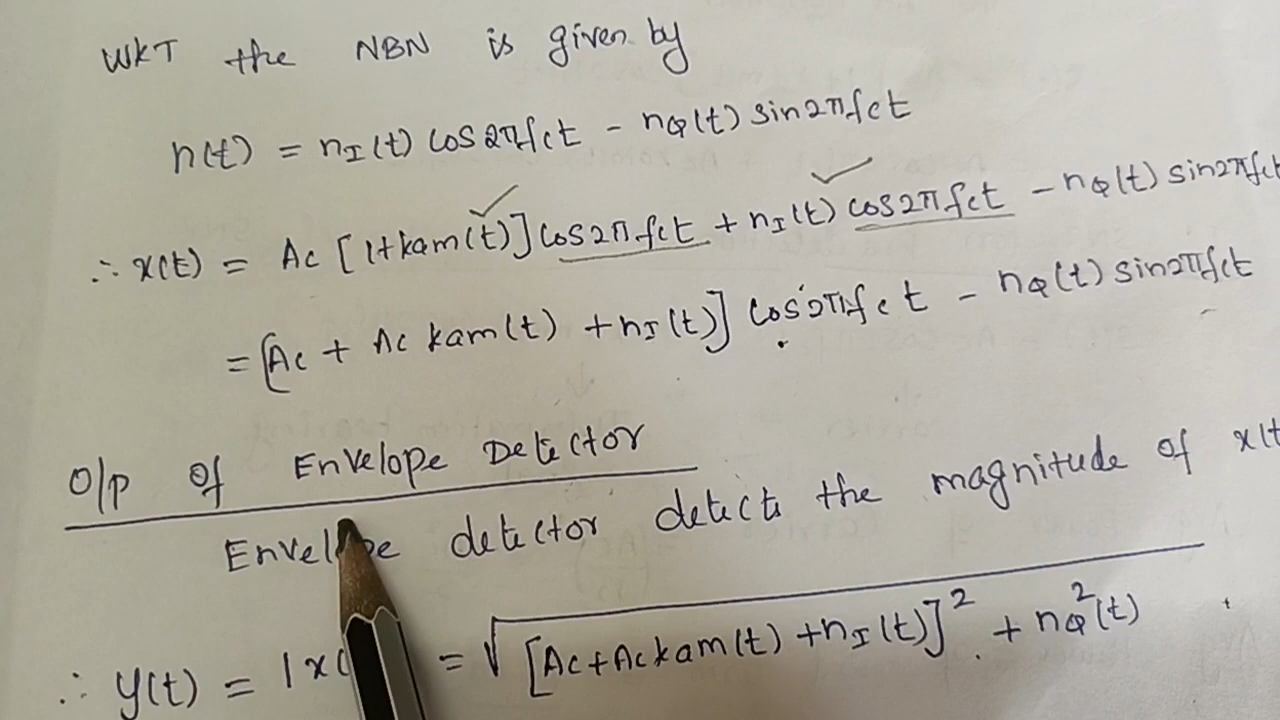 WKT the NBN is given by
n(t) = nI(t) cos2πfct - nQ(t) sin2πfct
∴ x(t) = Ac [1+kam(t)] cos2πfct + nI(t) cos2πfct - nQ(t) sin2πfct
= [Ac + Ac kam(t) + nI(t)] cos2πfct - nQ(t) sin2πfct
O/p of Envelope Detector
Envelope detector detects the magnitude of x(t
∴ y(t) = |x( = √[Ac+Ackam(t) +nI(t)]² + nQ²(t)